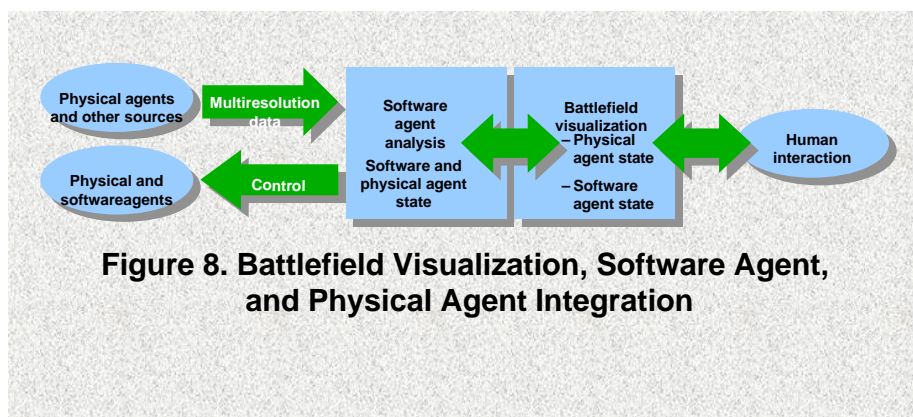 Physical agents
and other sources
Multiresolution
data
Physical and
softwareagents
Control
Software
agent
analysis
Software and
physical agent
state
Battlefield
visualization
– Physical
agent state
– Software
agent state
Human
interaction
Figure 8. Battlefield Visualization, Software Agent,
and Physical Agent Integration